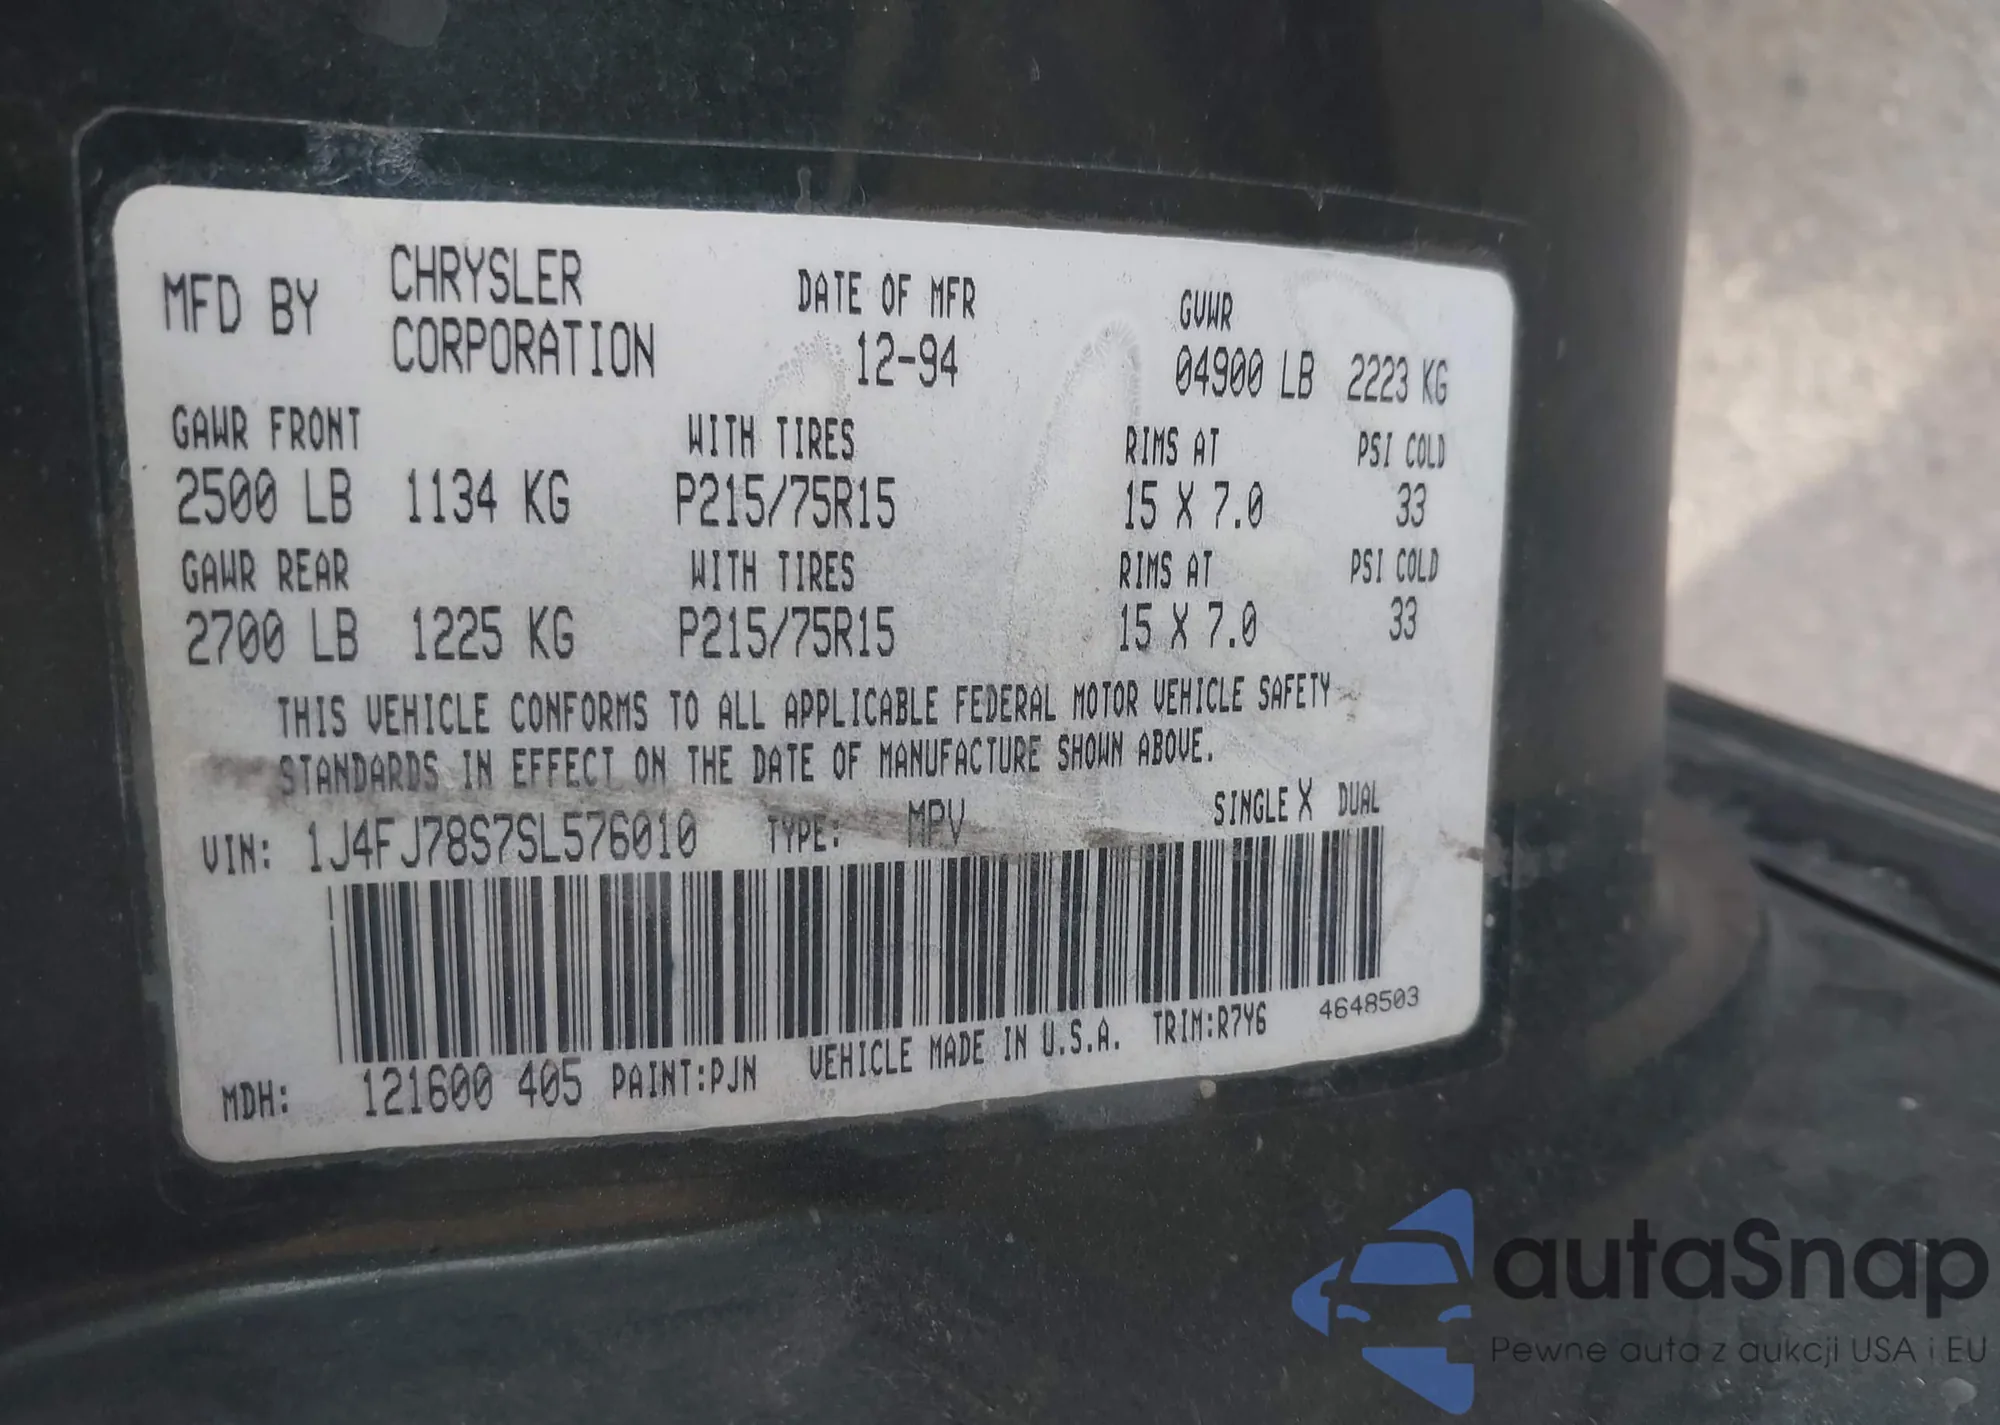 MFD BY CHRYSLER CORPORATION DATE OF MFR GVWR
12-94 04900 LB 2223 KG
GAWR FRONT WITH TIRES RIMS AT PSI COLD
2500 LB 1134 KG P215/75R15 15 X 7.0 33
GAWR REAR WITH TIRES RIMS AT PSI COLD
2700 LB 1225 KG P215/75R15 15 X 7.0 33
THIS VEHICLE CONFORMS TO ALL APPLICABLE FEDERAL MOTOR VEHICLE SAFETY
STANDARDS IN EFFECT ON THE DATE OF MANUFACTURE SHOWN ABOVE.
VIN: 1J4FJ78S7SL576010 TYPE: MPV SINGLE X DUAL
MDH: 121600 405 PAINT:PJN VEHICLE MADE IN U.S.A. TRIM:R7Y6 4648503
autaSnap
Pewne auta z aukcji USA i EU